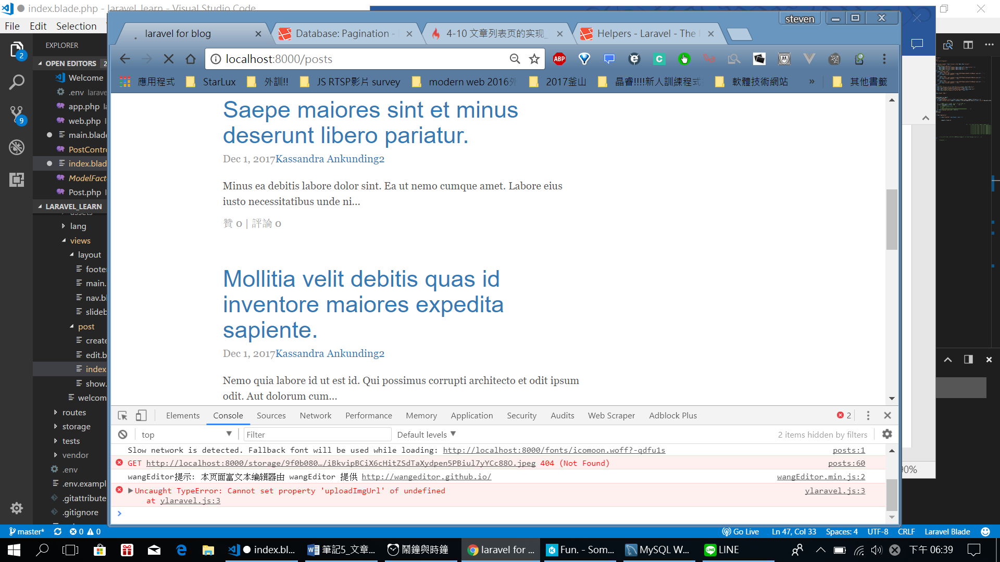 index.blade.php - laravel_learn - Visual Studio Code
File Edit Selection
steven
laravel for blog
Database: Pagination -
4-10 文章列表页的实现_
Helpers - Laravel - The
localhost:8000/posts
應用程式 StarLux 外訓!! JS RTSP影片 survey modern web 2016外 2017釜山 晶睿!!!!新人訓練程式 軟體技術網站 » 其他書籤
EXPLORER
OPEN EDITORS 2
Welcome
.env larave
app.php la
web.php l
main.blade
PostContro
index.blad
ModelFact
Post.php l
LARAVEL_LEARN
assets
lang
views
layout
foote
main.
nav.bl
slideb
post
create
edit.b
index.
show.
welcom
routes
storage
tests
vendor
.env
.env.exampl
.gitattribute
.gitignore
2
9
Saepe maiores sint et minus
deserunt libero pariatur.
Dec 1, 2017Kassandra Ankunding2
Minus ea debitis labore dolor sint. Ea ut nemo cumque amet. Labore eius
iusto necessitatibus unde ni...
贊 0 | 評論 0
Mollitia velit debitis quas id
inventore maiores expedita
sapiente.
Dec 1, 2017Kassandra Ankunding2
Nemo quia labore id ut est id. Qui possimus corrupti architecto et odit ipsum
odit. Aut dolorum cum...
Elements Console Sources Network Performance Memory Application Security Audits Web Scraper Adblock Plus 2
top Filter Default levels 2 items hidden by filters
Slow network is detected. Fallback font will be used while loading: http://localhost:8000/fonts/icomoon.woff?-qdfu1s posts:1
GET http://localhost:8000/storage/9f0b080…/iBkvipBCiX6cHitZSdTaXydpen5PBiul7yYCc88O.jpeg 404 (Not Found) posts:60
wangEditor提示: 本页面富文本编辑器由 wangEditor 提供 http://wangeditor.github.io/ wangEditor.min.js:2
Uncaught TypeError: Cannot set property 'uploadImgUrl' of undefined ylaravel.js:3
at ylaravel.js:3
0%
master* 0 0 Go Live Ln 47, Col 33 Spaces: 4 UTF-8 CRLF Laravel Blade
index.bl... 筆記5_文章... 鬧鐘與時鐘 laravel for ... Fun. - Som... MySQL W... LINE 下午 06:39